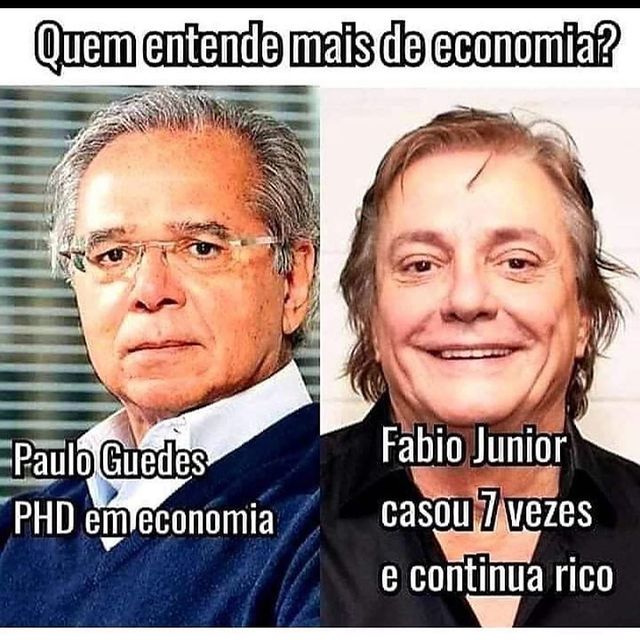 Quem entende mais de economia?
Paulo Guedes
PHD em economia
Fabio Junior
casou 7 vezes
e continua rico